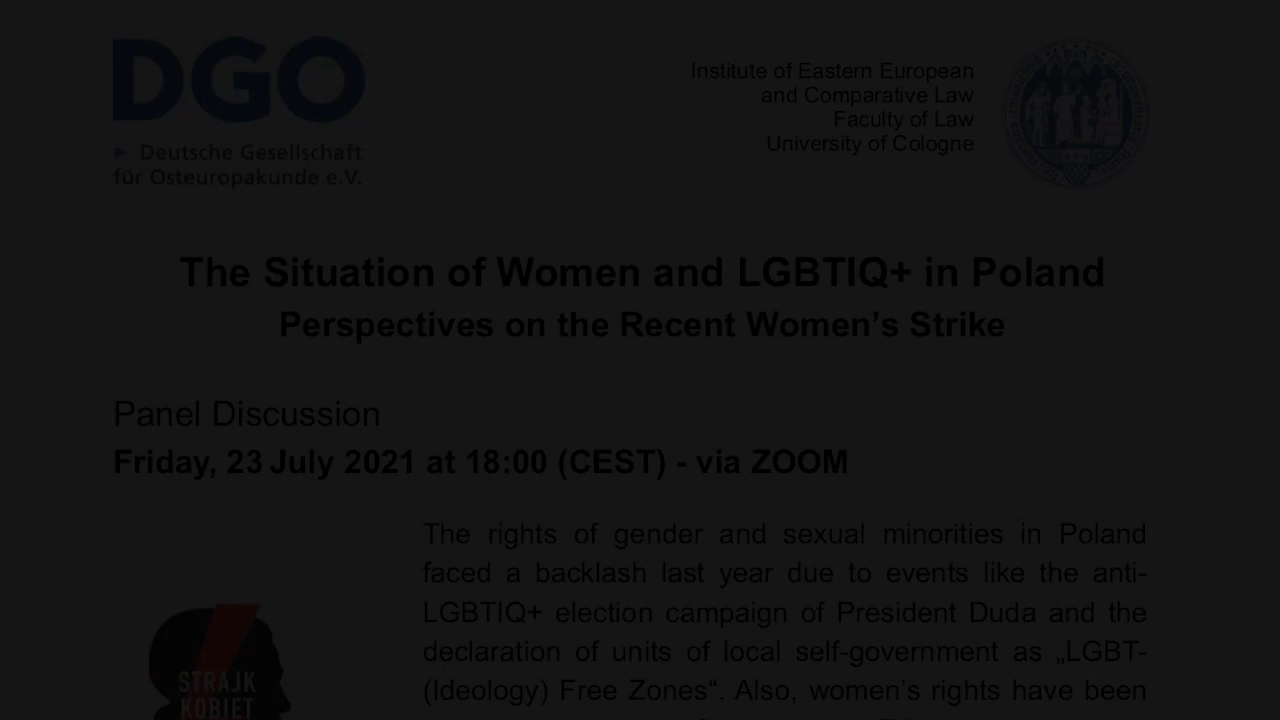 DGO
Deutsche Gesellschaft
für Osteuropakunde e.V.
Institute of Eastern European
and Comparative Law
Faculty of Law
University of Cologne
The Situation of Women and LGBTIQ+ in Poland
Perspectives on the Recent Women’s Strike
Panel Discussion
Friday, 23 July 2021 at 18:00 (CEST) - via ZOOM
The rights of gender and sexual minorities in Poland
faced a backlash last year due to events like the anti-
LGBTIQ+ election campaign of President Duda and the
declaration of units of local self-government as „LGBT-
(Ideology) Free Zones“. Also, women’s rights have been
STRAJK
KOBIET